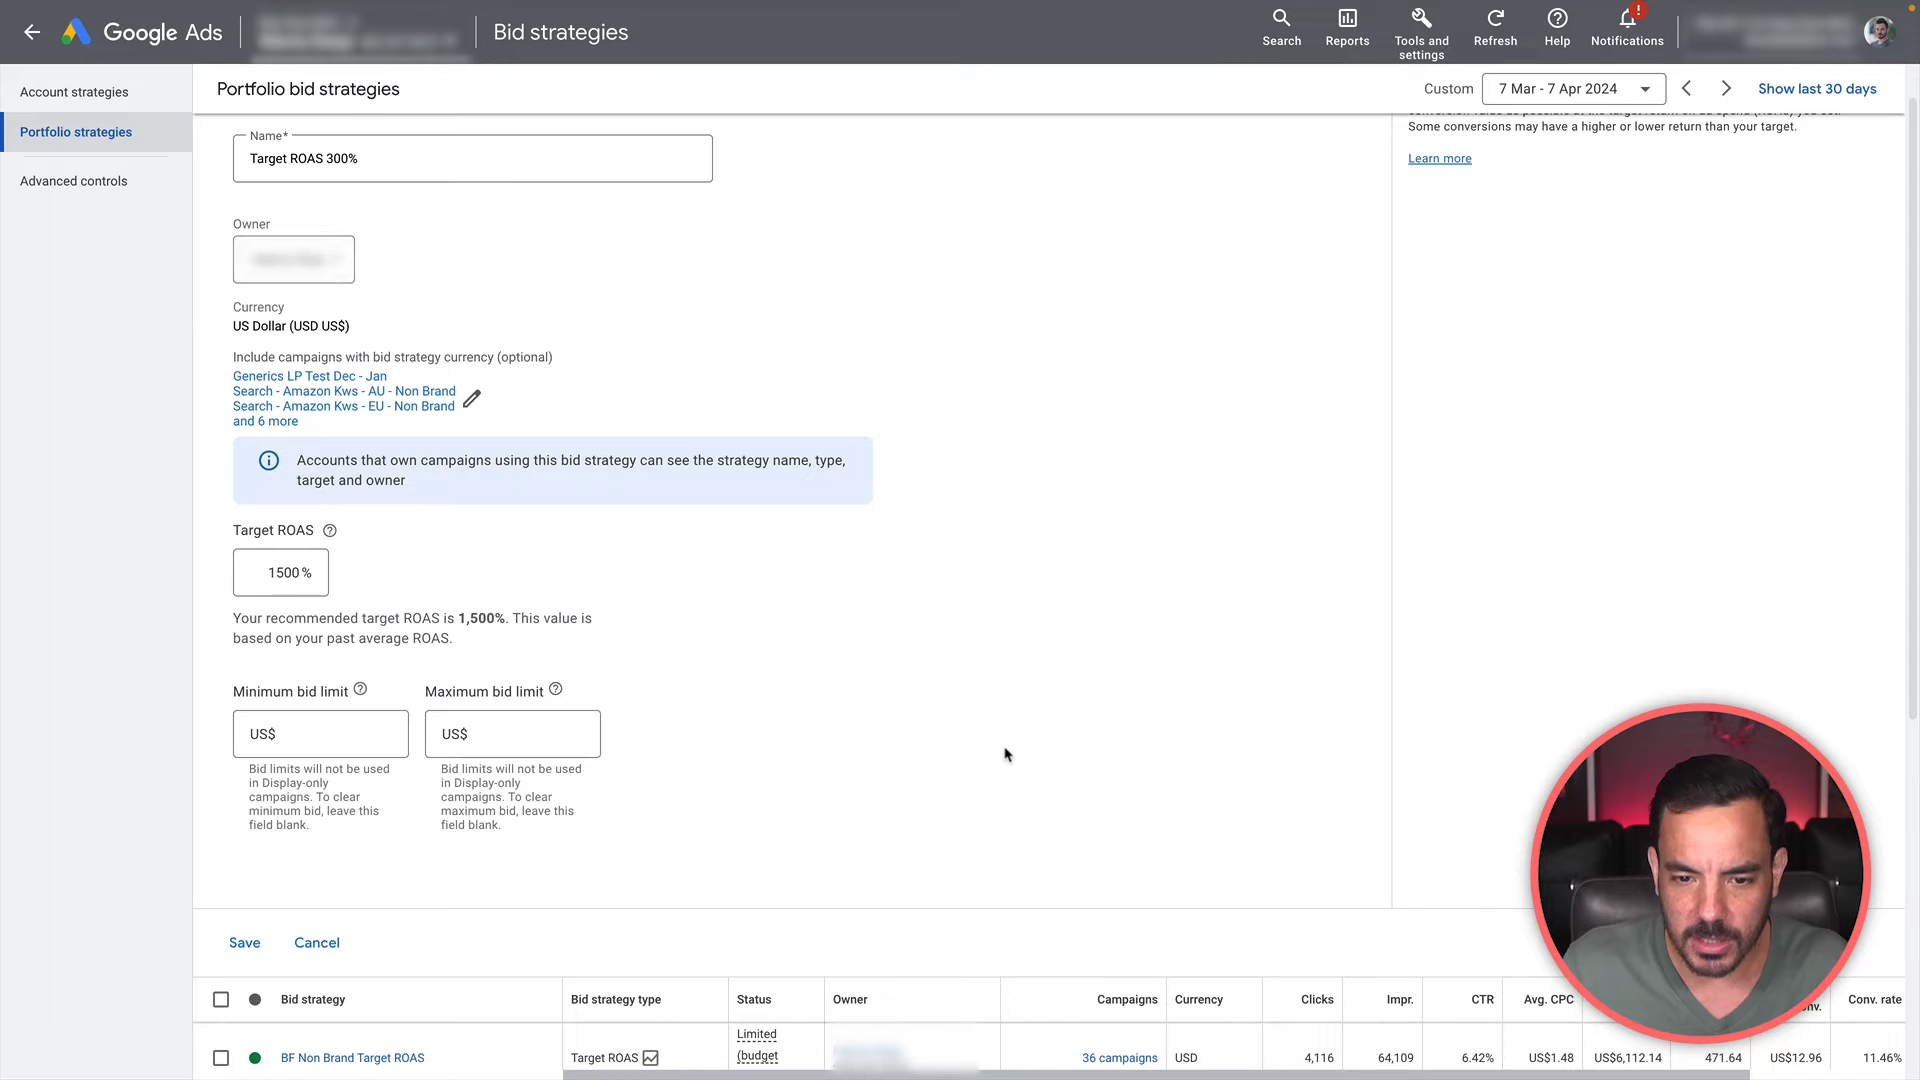 Google Ads
Bid strategies
Search
Reports
Tools and
settings
Refresh
Help
!
Notifications
Account strategies
Portfolio strategies
Advanced controls
Portfolio bid strategies
Custom
7 Mar - 7 Apr 2024
Show last 30 days
Some conversions may have a higher or lower return than your target.
Learn more
Name*
Target ROAS 300%
Owner
Currency
US Dollar (USD US$)
Include campaigns with bid strategy currency (optional)
Generics LP Test Dec - Jan
Search - Amazon Kws - AU - Non Brand
Search - Amazon Kws - EU - Non Brand
and 6 more
Accounts that own campaigns using this bid strategy can see the strategy name, type,
target and owner
Target ROAS
1500 %
Your recommended target ROAS is 1,500%. This value is
based on your past average ROAS.
Minimum bid limit
Maximum bid limit
US$
US$
Bid limits will not be used
in Display-only
campaigns. To clear
minimum bid, leave this
field blank.
Bid limits will not be used
in Display-only
campaigns. To clear
maximum bid, leave this
field blank.
Save
Cancel
Bid strategy
Bid strategy type
Status
Owner
Campaigns
Currency
Clicks
Impr.
CTR
Avg. CPC
Conv. rate
BF Non Brand Target ROAS
Target ROAS
Limited
(budget
36 campaigns
USD
4,116
64,109
6.42%
US$1.48
US$6,112.14
471.64
US$12.96
11.46%